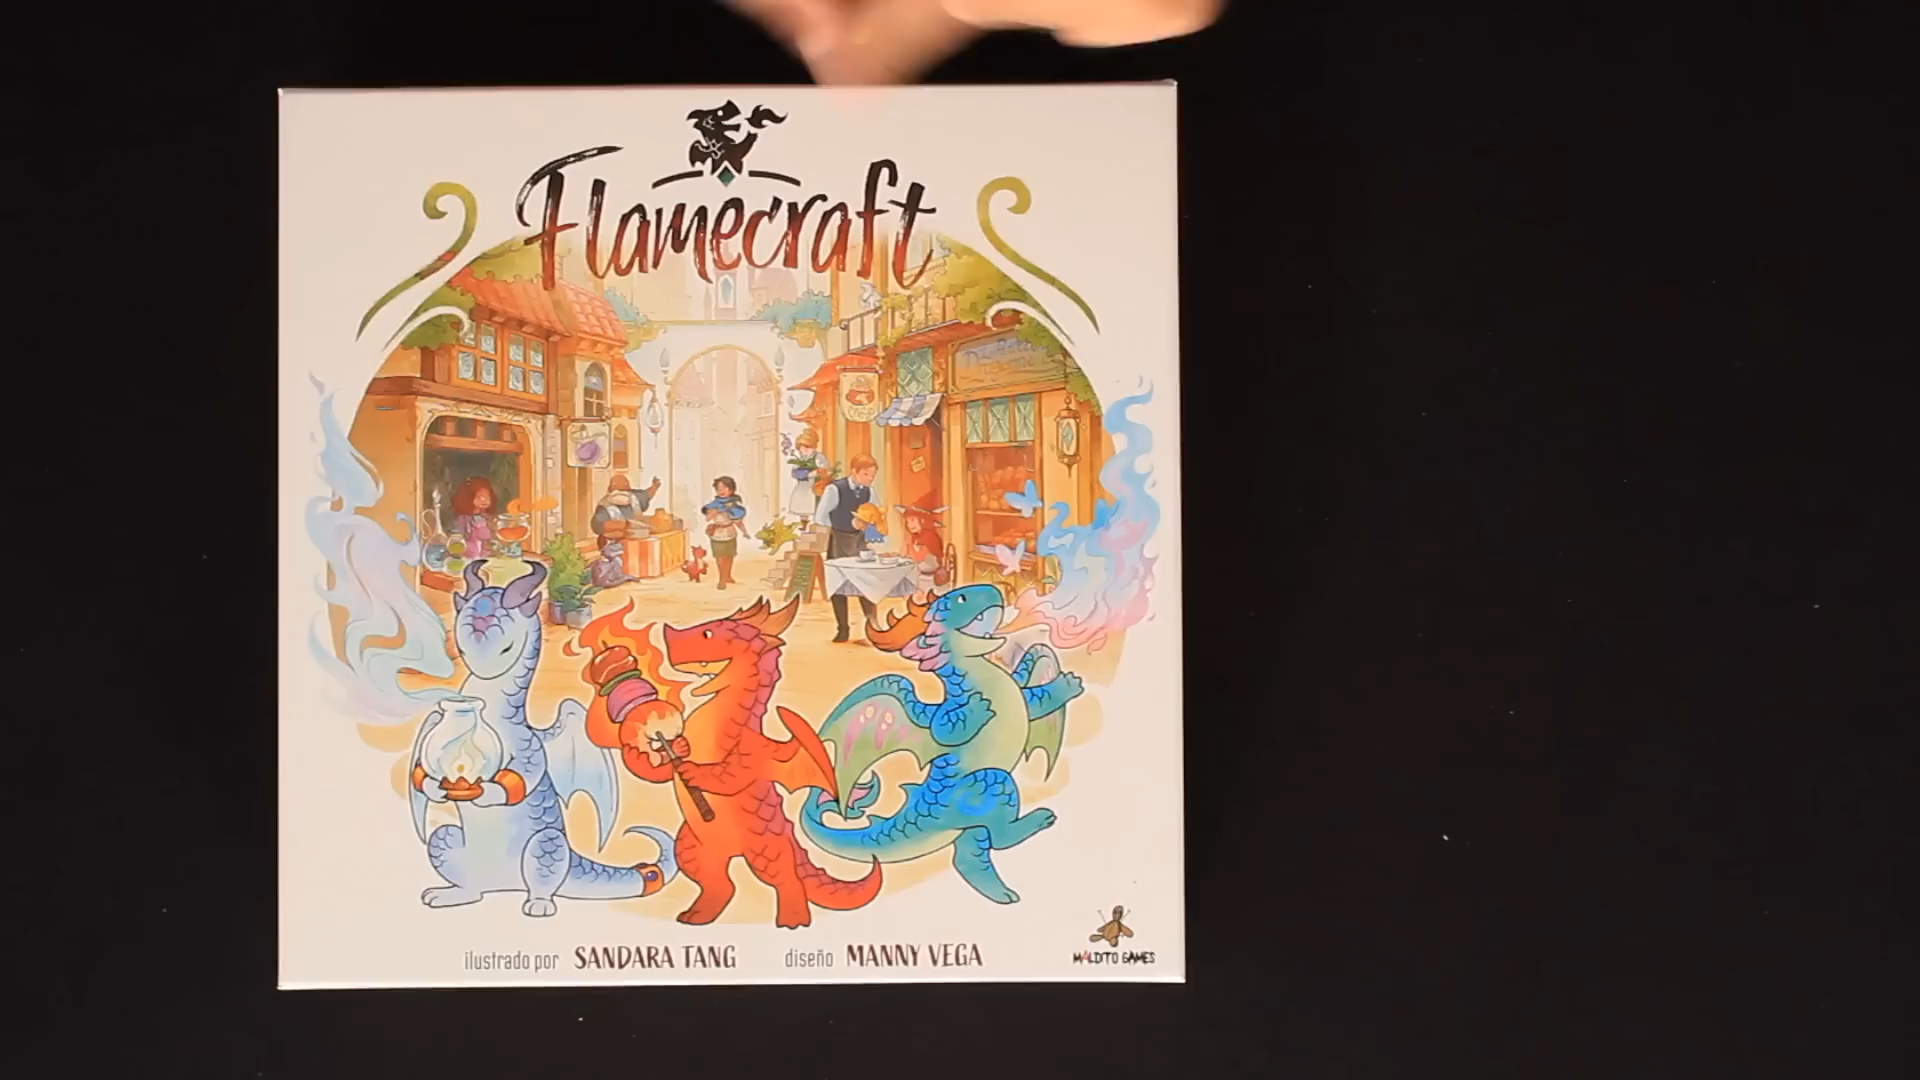 Flamecraft
ilustrado por SANDARA TANG diseño MANNY VEGA
MALDITO GAMES